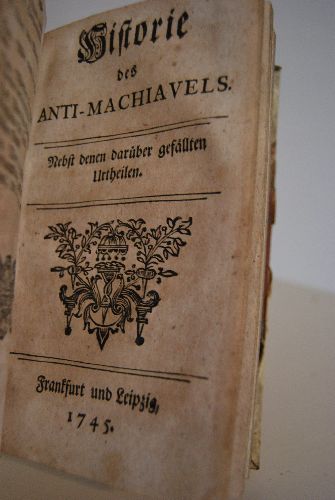 Historie
des
ANTI-MACHIAVELS.
Nebst denen darüber gefällten
Urtheilen.
Frankfurt und Leipzig,
1745.